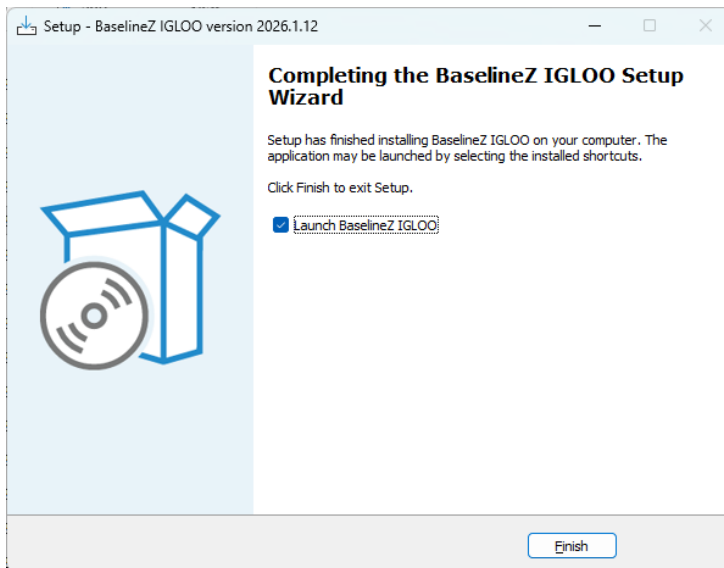 Setup - BaselineZ IGLOO version 2026.1.12
Completing the BaselineZ IGLOO Setup
Wizard
Setup has finished installing BaselineZ IGLOO on your computer. The
application may be launched by selecting the installed shortcuts.
Click Finish to exit Setup.
Launch BaselineZ IGLOO
Finish